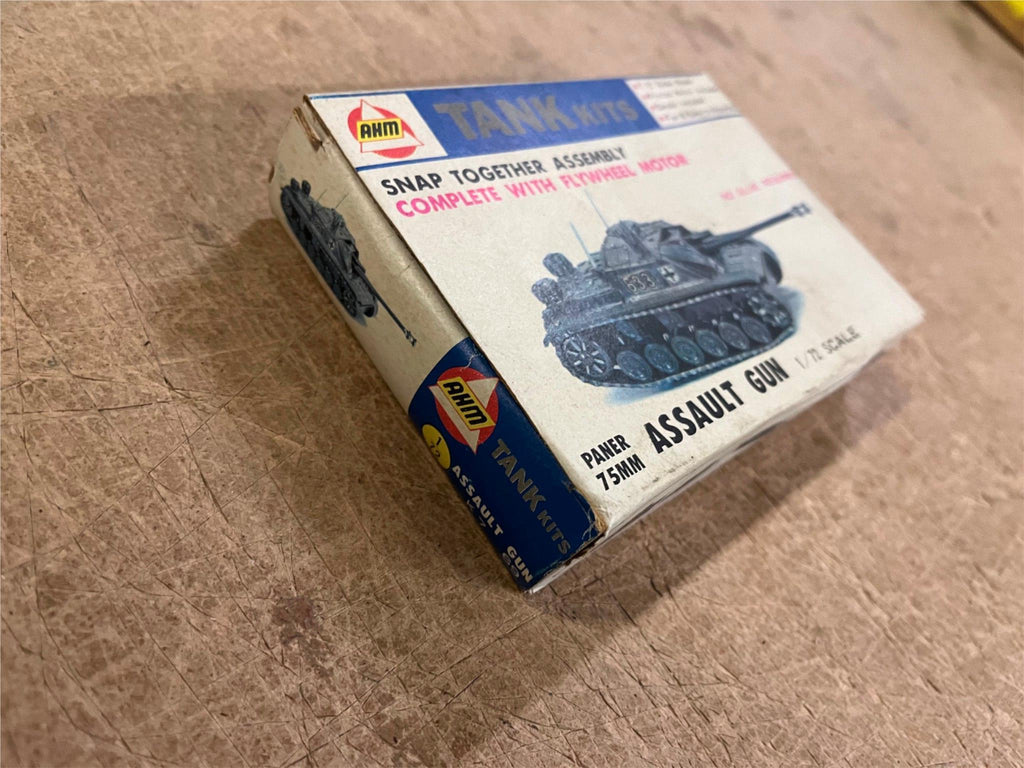 AHM
TANK KITS
SNAP TOGETHER ASSEMBLY
COMPLETE WITH FLYWHEEL MOTOR
533
PANER
75MM
ASSAULT GUN 1/72 SCALE
AHM
TANK KITS
ASSAULT GUN